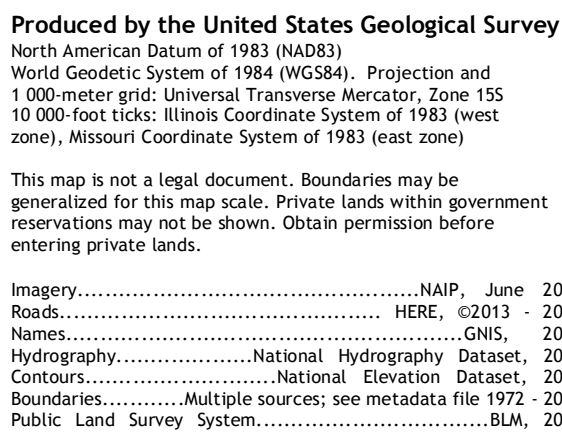 Produced by the United States Geological Survey
North American Datum of 1983 (NAD83)
World Geodetic System of 1984 (WGS84). Projection and
1 000-meter grid: Universal Transverse Mercator, Zone 15S
10 000-foot ticks: Illinois Coordinate System of 1983 (west
zone), Missouri Coordinate System of 1983 (east zone)
This map is not a legal document. Boundaries may be
generalized for this map scale. Private lands within government
reservations may not be shown. Obtain permission before
entering private lands.
Imagery..................................................NAIP, June 20
Roads.............................................. HERE, ©2013 - 20
Names.........................................................GNIS, 20
Hydrography....................National Hydrography Dataset, 20
Contours............................National Elevation Dataset, 20
Boundaries............Multiple sources; see metadata file 1972 - 20
Public Land Survey System..................................BLM, 20